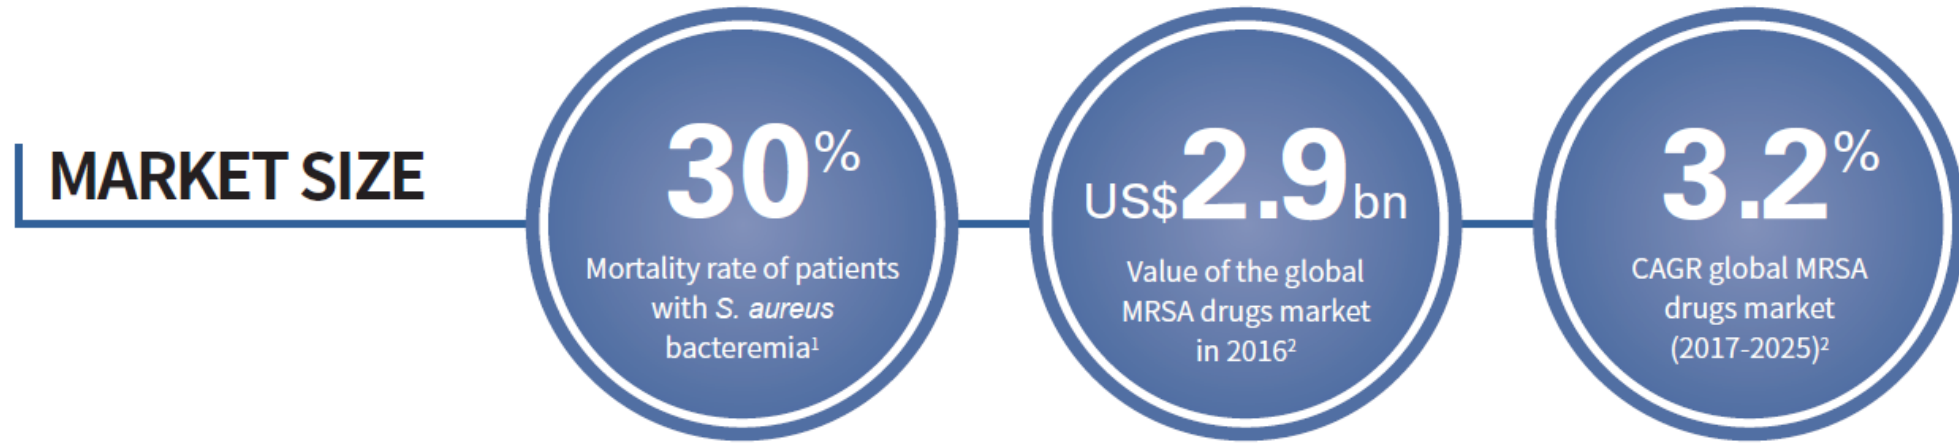 MARKET SIZE
30%
Mortality rate of patients
with S. aureus
bacteremia¹
US$2.9bn
Value of the global
MRSA drugs market
in 2016²
3.2%
CAGR global MRSA
drugs market
(2017-2025)²